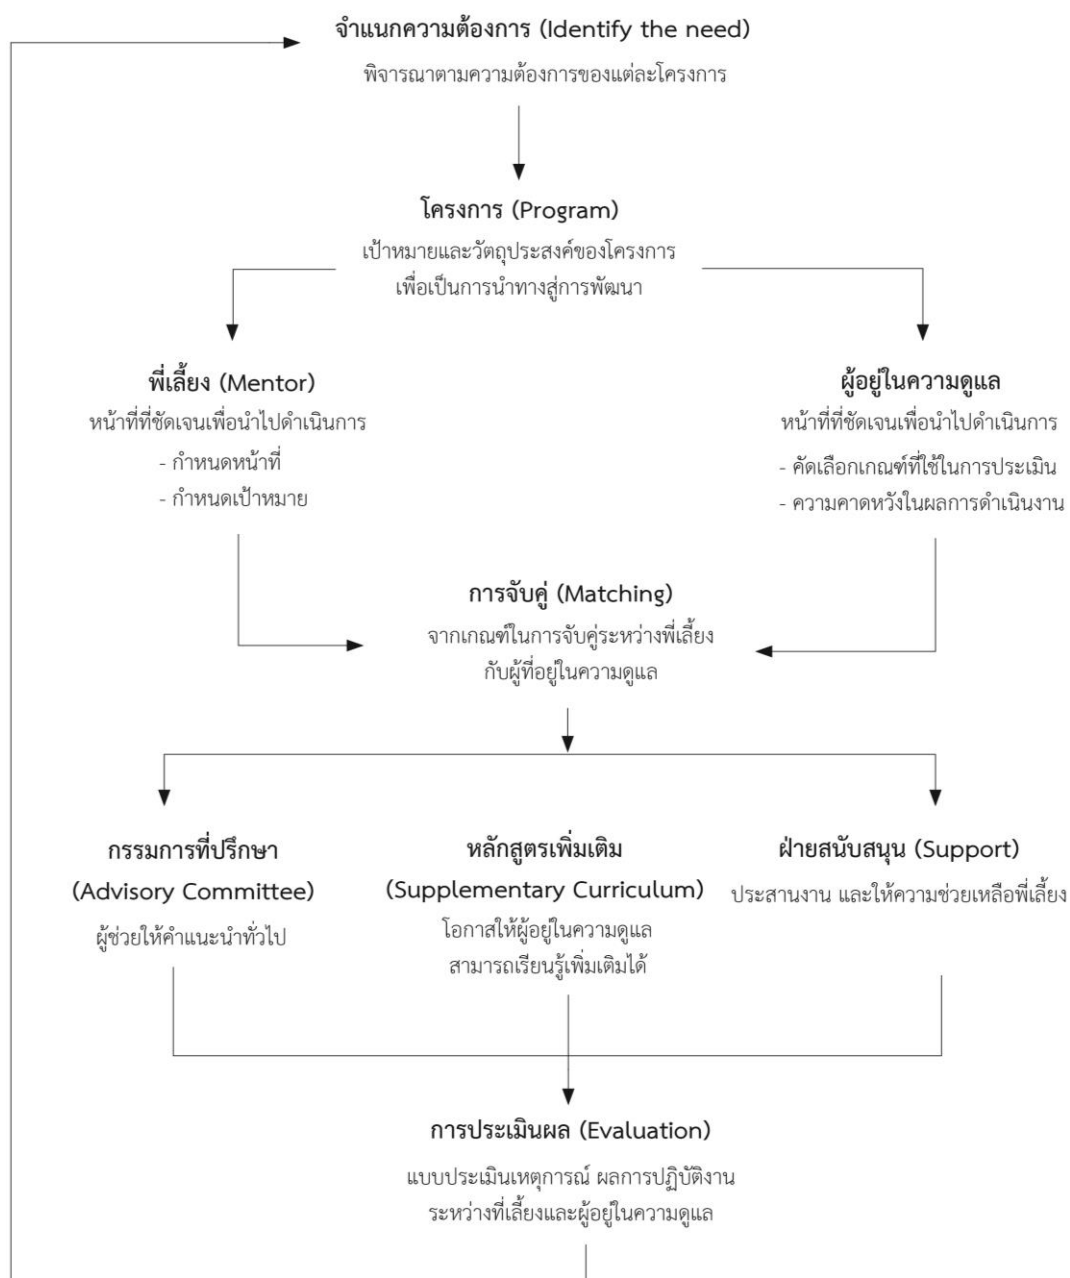 จำแนกความต้องการ (Identify the need)
พิจารณาตามความต้องการของแต่ละโครงการ
โครงการ (Program)
เป้าหมายและวัตถุประสงค์ของโครงการ
เพื่อเป็นการนำทางสู่การพัฒนา
พี่เลี้ยง (Mentor)
หน้าที่ที่ชัดเจนเพื่อนำไปดำเนินการ
- กำหนดหน้าที่
- กำหนดเป้าหมาย
ผู้อยู่ในความดูแล
หน้าที่ที่ชัดเจนเพื่อนำไปดำเนินการ
- คัดเลือกเกณฑ์ที่ใช้ในการประเมิน
- ความคาดหวังในผลการดำเนินงาน
การจับคู่ (Matching)
จากเกณฑ์ในการจับคู่ระหว่างพี่เลี้ยง
กับผู้ที่อยู่ในความดูแล
กรรมการที่ปรึกษา
(Advisory Committee)
ผู้ช่วยให้คำแนะนำทั่วไป
หลักสูตรเพิ่มเติม
(Supplementary Curriculum)
โอกาสให้ผู้อยู่ในความดูแล
สามารถเรียนรู้เพิ่มเติมได้
ฝ่ายสนับสนุน (Support)
ประสานงาน และให้ความช่วยเหลือพี่เลี้ยง
การประเมินผล (Evaluation)
แบบประเมินเหตุการณ์ ผลการปฏิบัติงาน
ระหว่างที่เลี้ยงและผู้อยู่ในความดูแล